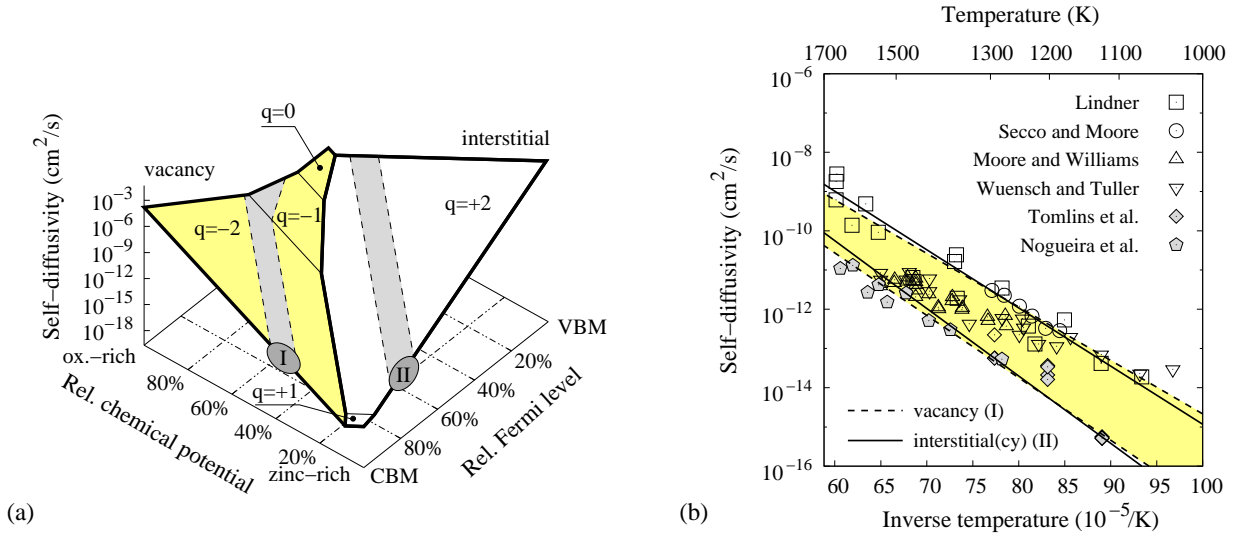 (a)
Self−diffusivity (cm²/s)
10⁻³
10⁻⁶
10⁻⁹
10⁻¹²
10⁻¹⁵
10⁻¹⁸
vacancy
q=0
interstitial
q=−2
q=−1
q=+2
q=+1
I
II
ox.−rich
80%
60%
40%
20%
zinc−rich
Rel. chemical potential
CBM
80%
60%
40%
20%
VBM
Rel. Fermi level
(b)
Temperature (K)
1700 1500 1300 1200 1100 1000
Self−diffusivity (cm²/s)
10⁻⁶
10⁻⁸
10⁻¹⁰
10⁻¹²
10⁻¹⁴
10⁻¹⁶
Lindner
Secco and Moore
Moore and Williams
Wuensch and Tuller
Tomlins et al.
Nogueira et al.
vacancy (I)
interstitial(cy) (II)
60 65 70 75 80 85 90 95 100
Inverse temperature (10⁻⁵/K)